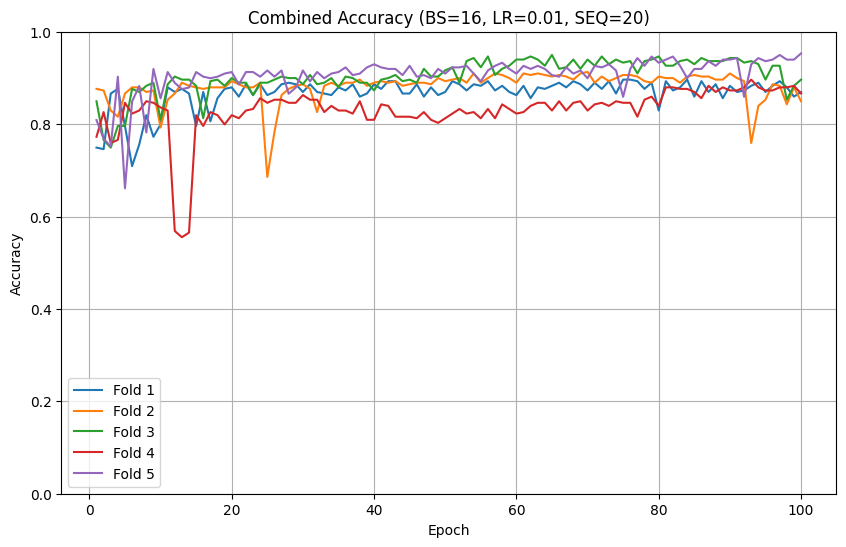 Combined Accuracy (BS=16, LR=0.01, SEQ=20)
Accuracy
1.0
0.8
0.6
0.4
0.2
0.0
Fold 1
Fold 2
Fold 3
Fold 4
Fold 5
0 20 40 60 80 100
Epoch